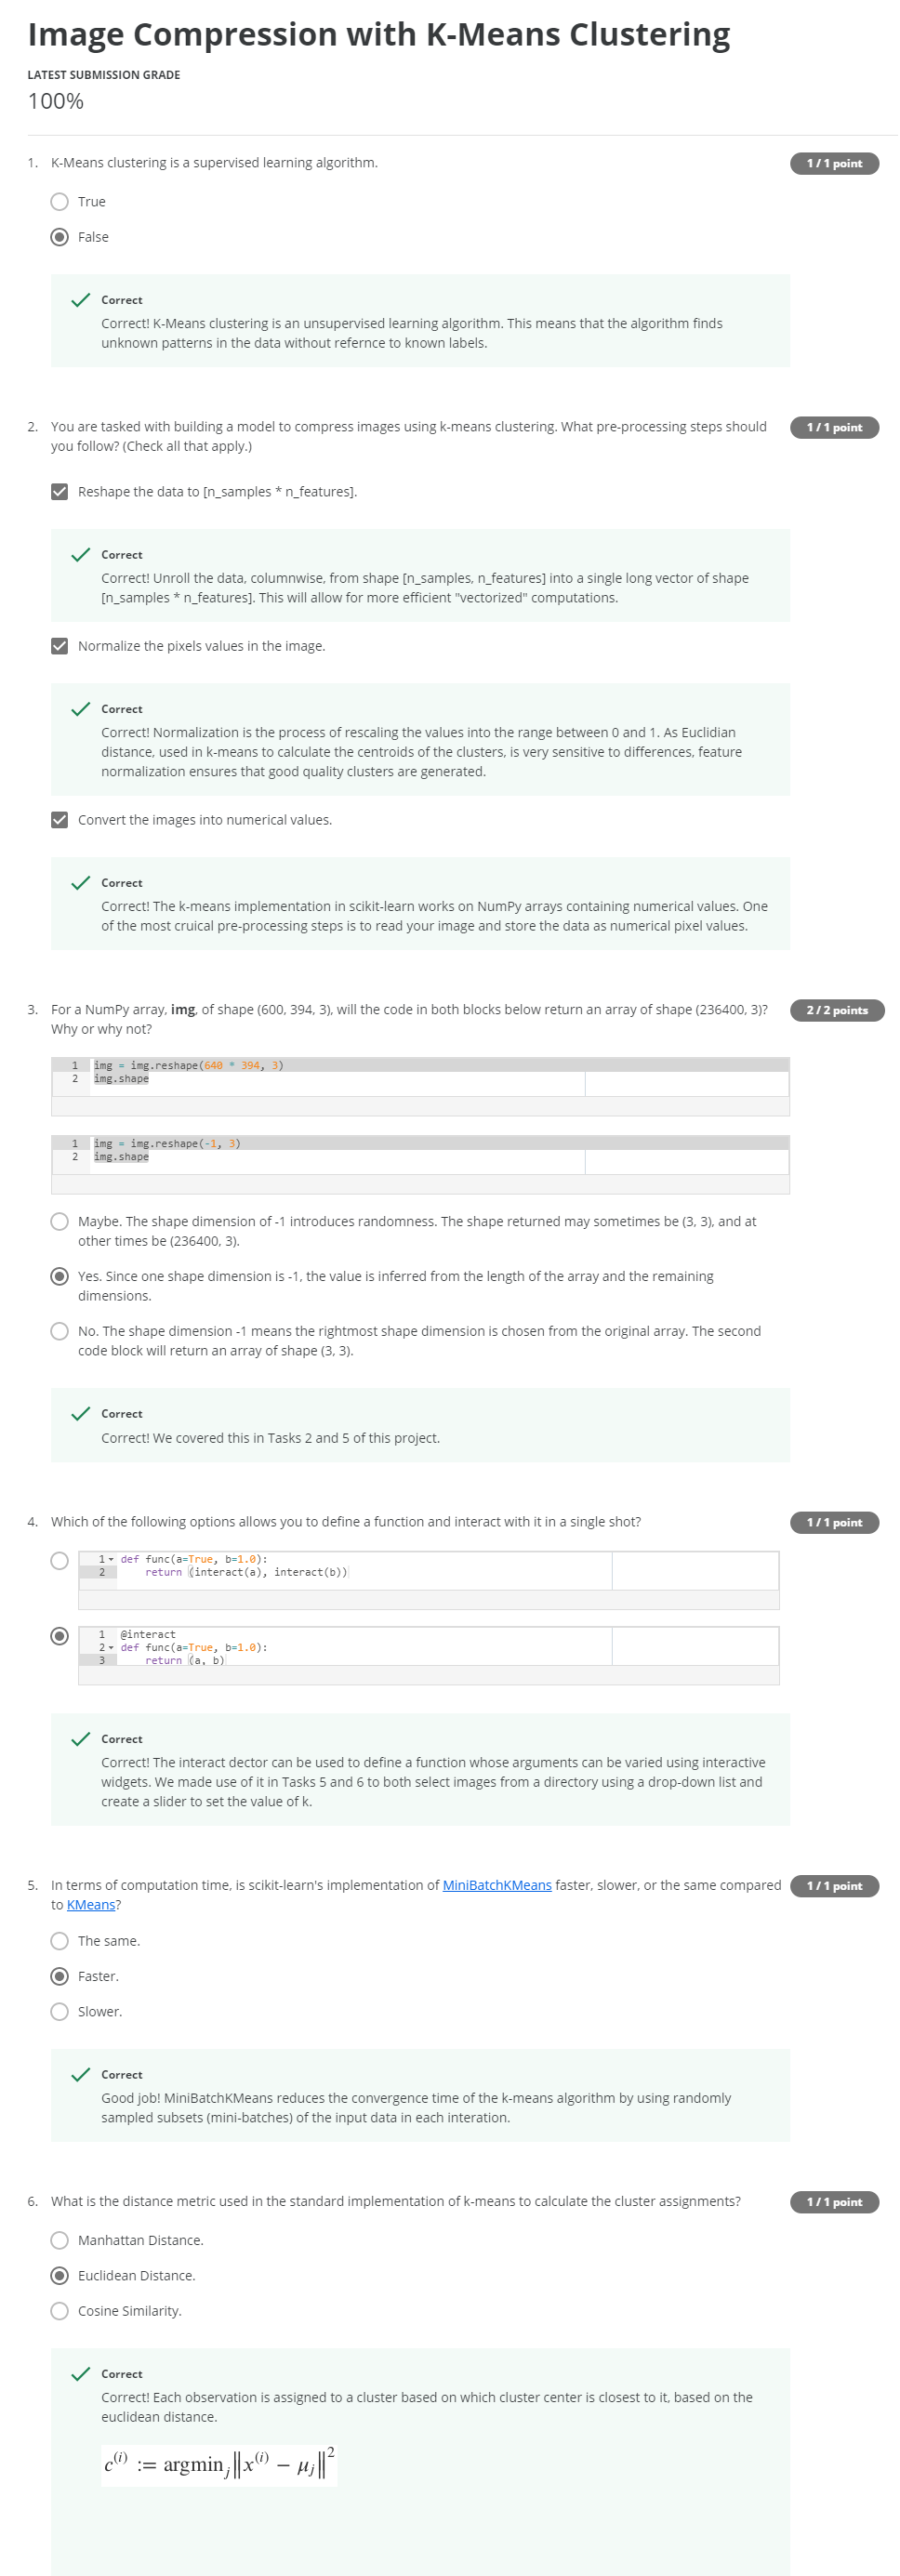 Image Compression with K-Means Clustering
LATEST SUBMISSION GRADE
100%
1. K-Means clustering is a supervised learning algorithm. 1 / 1 point
True
False
Correct
Correct! K-Means clustering is an unsupervised learning algorithm. This means that the algorithm finds
unknown patterns in the data without refernce to known labels.
2. You are tasked with building a model to compress images using k-means clustering. What pre-processing steps should 1 / 1 point
you follow? (Check all that apply.)
Reshape the data to [n_samples * n_features].
Correct
Correct! Unroll the data, columnwise, from shape [n_samples, n_features] into a single long vector of shape
[n_samples * n_features]. This will allow for more efficient "vectorized" computations.
Normalize the pixels values in the image.
Correct
Correct! Normalization is the process of rescaling the values into the range between 0 and 1. As Euclidian
distance, used in k-means to calculate the centroids of the clusters, is very sensitive to differences, feature
normalization ensures that good quality clusters are generated.
Convert the images into numerical values.
Correct
Correct! The k-means implementation in scikit-learn works on NumPy arrays containing numerical values. One
of the most cruical pre-processing steps is to read your image and store the data as numerical pixel values.
3. For a NumPy array, img, of shape (600, 394, 3), will the code in both blocks below return an array of shape (236400, 3)? 2 / 2 points
Why or why not?
1 img = img.reshape(640 * 394, 3)
2 img.shape
1 img = img.reshape(-1, 3)
2 img.shape
Maybe. The shape dimension of -1 introduces randomness. The shape returned may sometimes be (3, 3), and at
other times be (236400, 3).
Yes. Since one shape dimension is -1, the value is inferred from the length of the array and the remaining
dimensions.
No. The shape dimension -1 means the rightmost shape dimension is chosen from the original array. The second
code block will return an array of shape (3, 3).
Correct
Correct! We covered this in Tasks 2 and 5 of this project.
4. Which of the following options allows you to define a function and interact with it in a single shot? 1 / 1 point
1 def func(a=True, b=1.0):
2 return (interact(a), interact(b))
1 @interact
2 def func(a=True, b=1.0):
3 return (a, b)
Correct
Correct! The interact dector can be used to define a function whose arguments can be varied using interactive
widgets. We made use of it in Tasks 5 and 6 to both select images from a directory using a drop-down list and
create a slider to set the value of k.
5. In terms of computation time, is scikit-learn's implementation of MiniBatchKMeans faster, slower, or the same compared 1 / 1 point
to KMeans?
The same.
Faster.
Slower.
Correct
Good job! MiniBatchKMeans reduces the convergence time of the k-means algorithm by using randomly
sampled subsets (mini-batches) of the input data in each interation.
6. What is the distance metric used in the standard implementation of k-means to calculate the cluster assignments? 1 / 1 point
Manhattan Distance.
Euclidean Distance.
Cosine Similarity.
Correct
Correct! Each observation is assigned to a cluster based on which cluster center is closest to it, based on the
euclidean distance.
c⁽ⁱ⁾ := argminⱼ‖x⁽ⁱ⁾ − μⱼ‖²